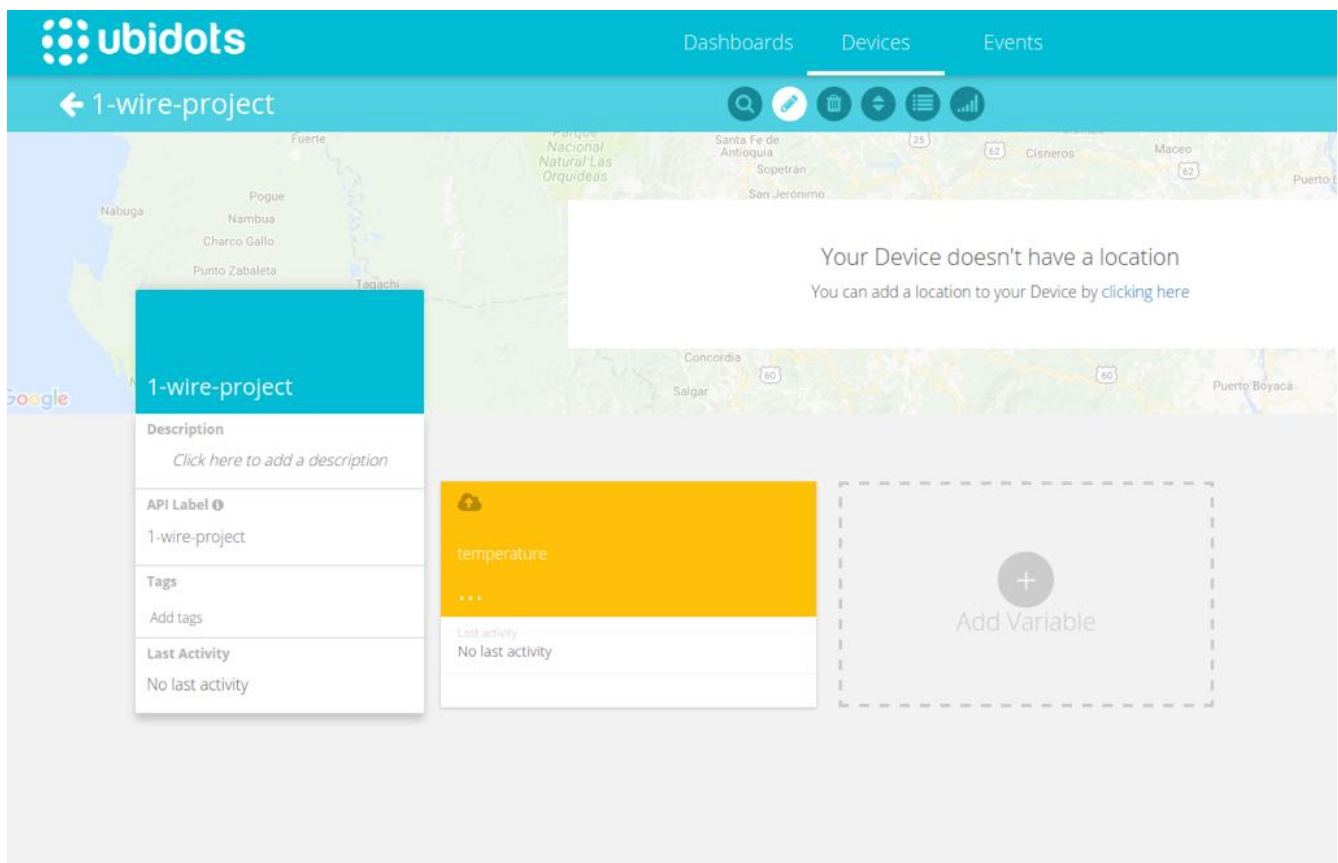 ubidots
Dashboards Devices Events
1-wire-project
Fuerte
Nacional
Natural Las
Orquídeas
Santa Fe de
Antioquia
Sopetrán
San Jerónimo
25
62
Cisneros
Maceo
62
Puerto
Pogue
Nabuga
Nambua
Charco Gallo
Punto Zabaleta
Tagachi
Your Device doesn't have a location
You can add a location to your Device by clicking here
Concordia
60
Salgar
60
Puerto Boyacá
Google
1-wire-project
Description
Click here to add a description
API Label
1-wire-project
Tags
Add tags
Last Activity
No last activity
temperature
...
Last activity
No last activity
Add Variable